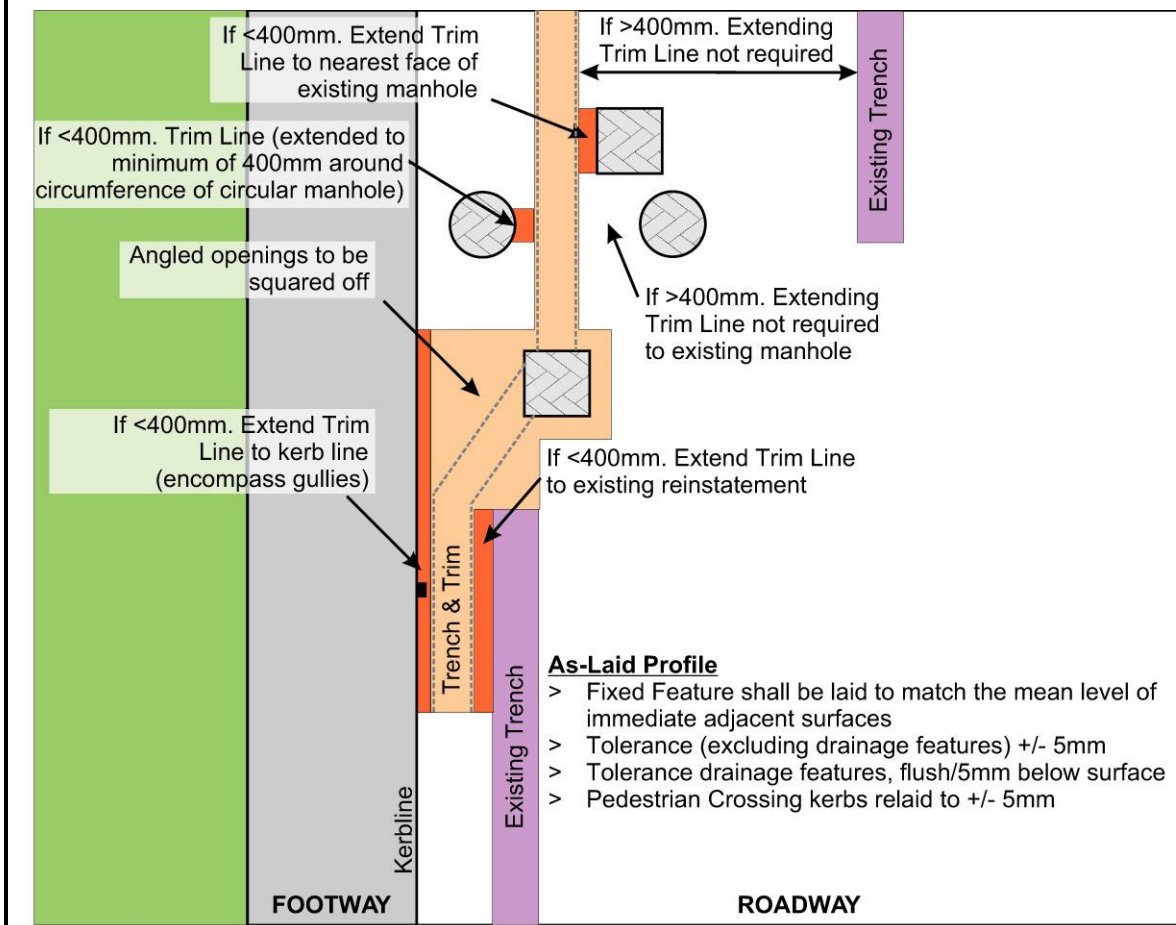 If <400mm. Extend Trim
Line to nearest face of
existing manhole
If >400mm. Extending
Trim Line not required
Existing Trench
If <400mm. Trim Line (extended to
minimum of 400mm around
circumference of circular manhole)
Angled openings to be
squared off
If >400mm. Extending
Trim Line not required
to existing manhole
If <400mm. Extend Trim
Line to kerb line
(encompass gullies)
If <400mm. Extend Trim Line
to existing reinstatement
Trench & Trim
Existing Trench
Kerbline
As-Laid Profile
> Fixed Feature shall be laid to match the mean level of
immediate adjacent surfaces
> Tolerance (excluding drainage features) +/- 5mm
> Tolerance drainage features, flush/5mm below surface
> Pedestrian Crossing kerbs relaid to +/- 5mm
FOOTWAY
ROADWAY